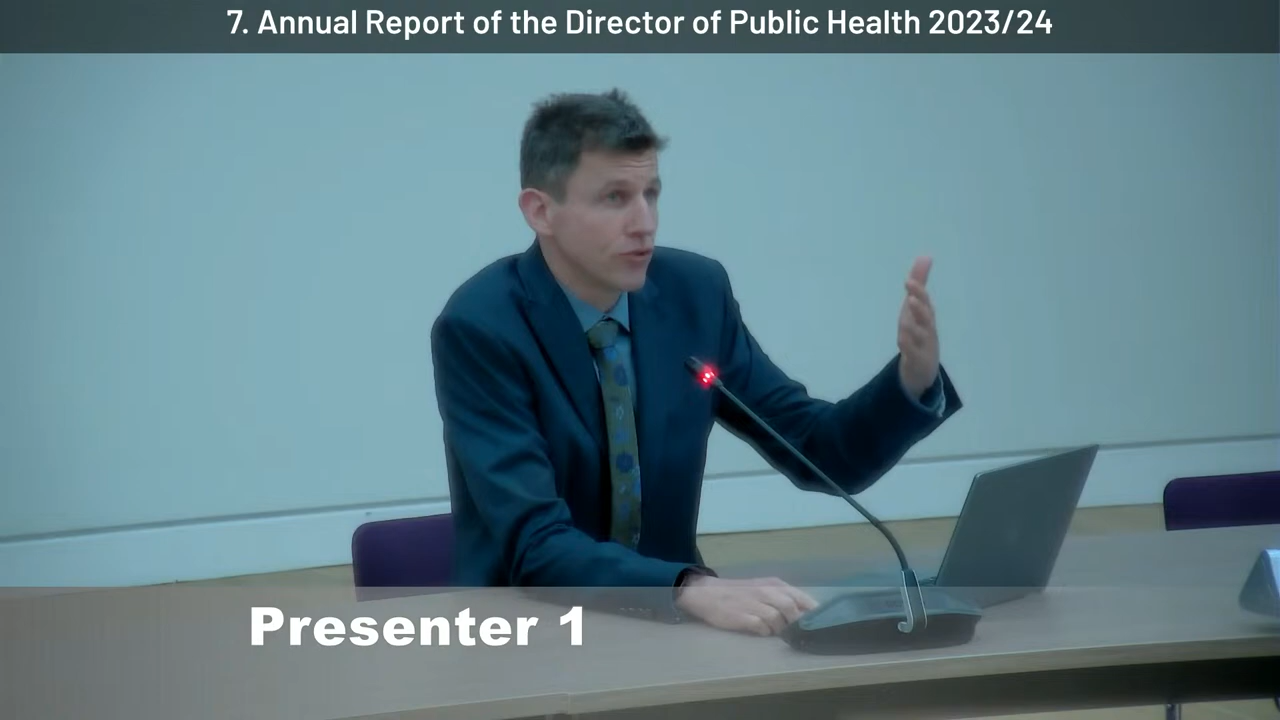 7. Annual Report of the Director of Public Health 2023/24
Presenter 1